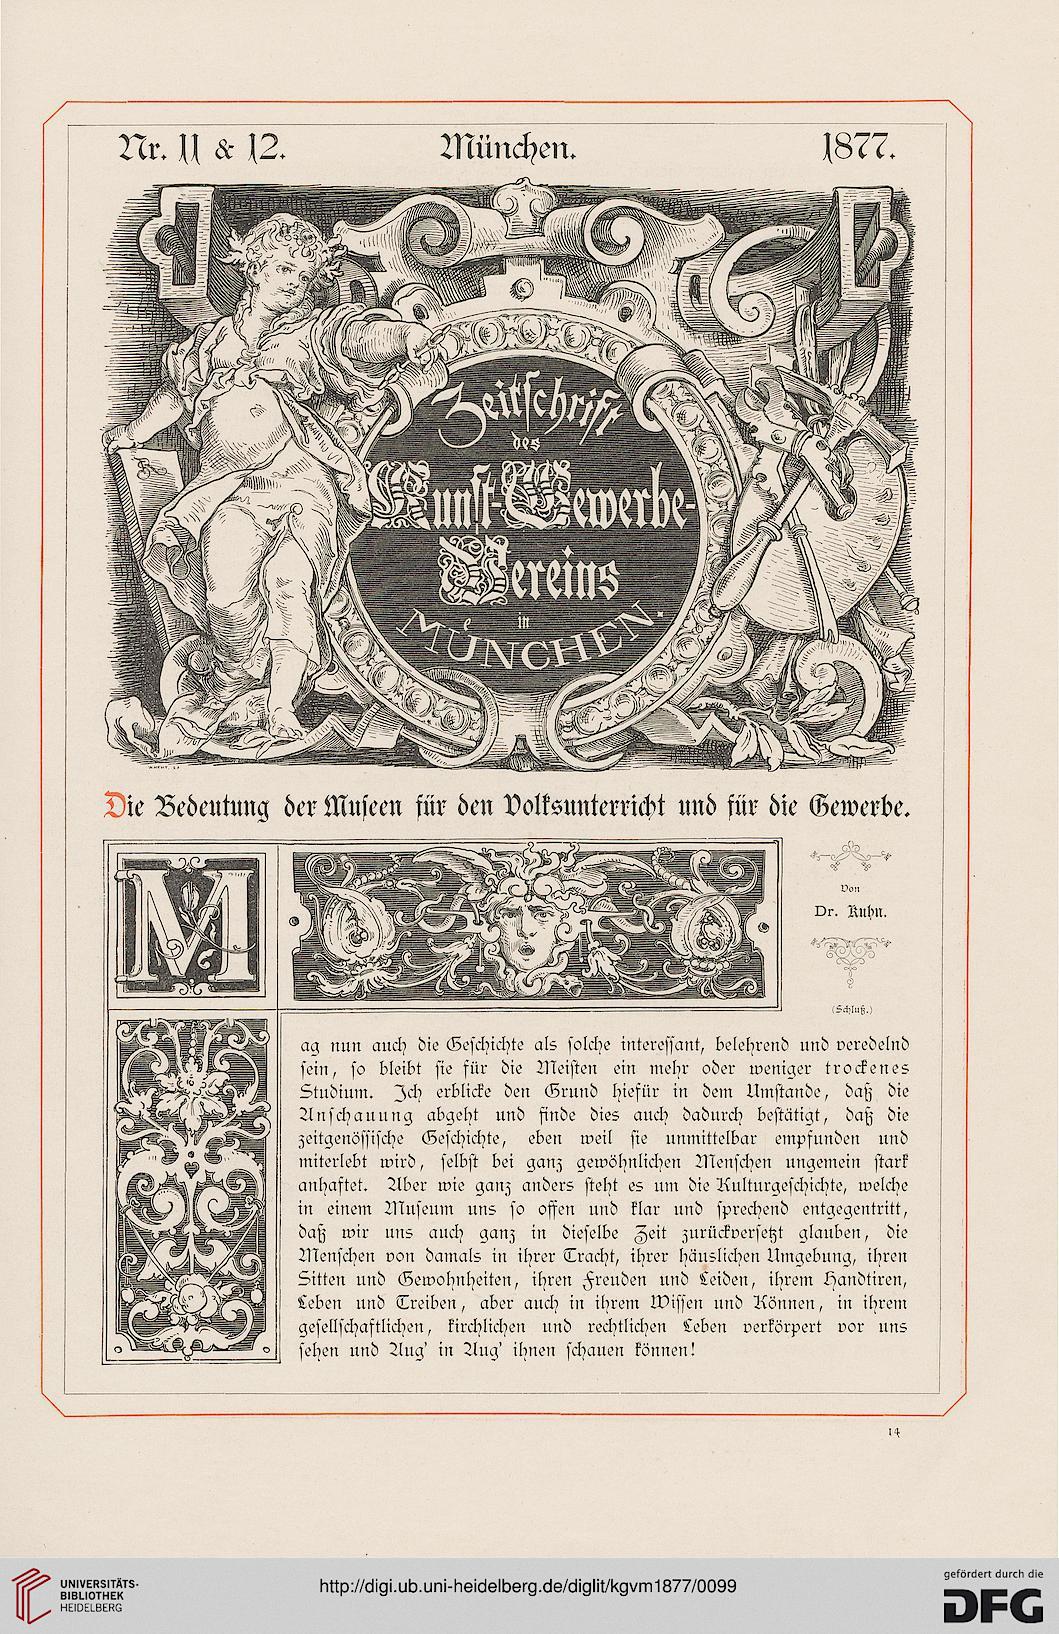 Nr. 11 & 12. München. 1877.
Zeitschrift
des
Kunst-Gewerbe-
Vereins
in
MÜNCHEN.
Die Bedeutung der Museen für den Volksunterricht und für die Gewerbe.
Von
Dr. Kuhn.
(Schluß.)
M
ag nun auch die Geschichte als solche interessant, belehrend und veredelnd
sein, so bleibt sie für die Meisten ein mehr oder weniger trockenes
Studium. Ich erblicke den Grund hiefür in dem Umstande, daß die
Anschauung abgeht und finde dies auch dadurch bestätigt, daß die
zeitgenössische Geschichte, eben weil sie unmittelbar empfunden und
miterlebt wird, selbst bei ganz gewöhnlichen Menschen ungemein stark
anhaftet. Aber wie ganz anders steht es um die Kulturgeschichte, welche
in einem Museum uns so offen und klar und sprechend entgegentritt,
daß wir uns auch ganz in dieselbe Zeit zurückversetzt glauben, die
Menschen von damals in ihrer Tracht, ihrer häuslichen Umgebung, ihren
Sitten und Gewohnheiten, ihren Freuden und Leiden, ihrem Handtiren,
Leben und Treiben, aber auch in ihrem Wissen und Können, in ihrem
gesellschaftlichen, kirchlichen und rechtlichen Leben verkörpert vor uns
sehen und Aug' in Aug' ihnen schauen können!
14
UNIVERSITÄTS-
BIBLIOTHEK
HEIDELBERG
http://digi.ub.uni-heidelberg.de/diglit/kgvm1877/0099
gefördert durch die
DFG